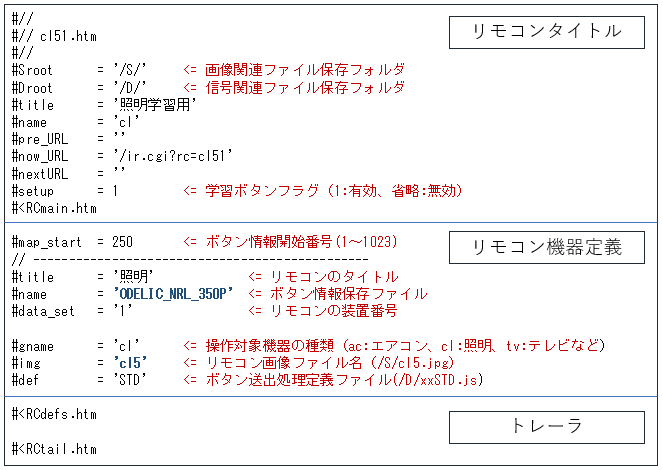 #//
#// cl51.htm
リモコンタイトル
#//
#Sroot = '/S/' <= 画像関連ファイル保存フォルダ
#Droot = '/D/' <= 信号関連ファイル保存フォルダ
#title = '照明学習用'
#name = 'cl'
#pre_URL = ''
#now_URL = '/ir.cgi?rc=cl51'
#nextURL = ''
#setup = 1 <= 学習ボタンフラグ (1:有効、省略:無効)
#<RCmain.htm
#map_start = 250 <= ボタン情報開始番号(1～1023)
リモコン機器定義
// -----------------------------------------------
#title = '照明' <= リモコンのタイトル
#name = 'ODELIC_NRL_350P' <= ボタン情報保存ファイル
#data_set = '1' <= リモコンの装置番号
#gname = 'cl' <= 操作対象機器の種類 (ac:エアコン、cl:照明、tv:テレビなど)
#img = 'cl5' <= リモコン画像ファイル名 (/S/cl5.jpg)
#def = 'STD' <= ボタン送出処理定義ファイル(/D/xxSTD.js)
#<RCdefs.htm
トレーラ
#<RCtail.htm